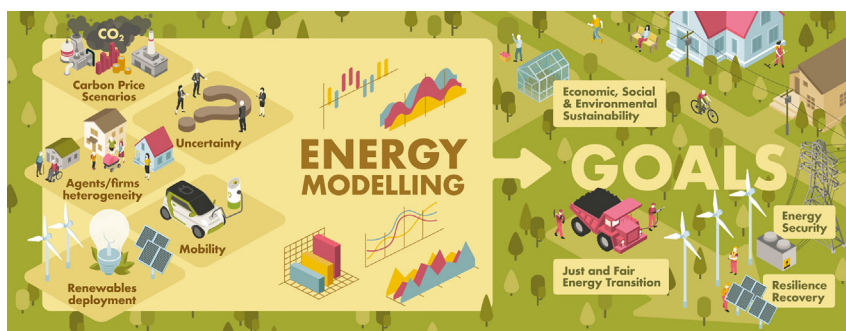 CO2
Carbon Price
Scenarios
Uncertainty
Agents/firms
heterogeneity
Mobility
Renewables
deployment
ENERGY
MODELLING
Economic, Social
& Environmental
Sustainability
GOALS
Energy
Security
Just and Fair
Energy Transition
Resilience
Recovery